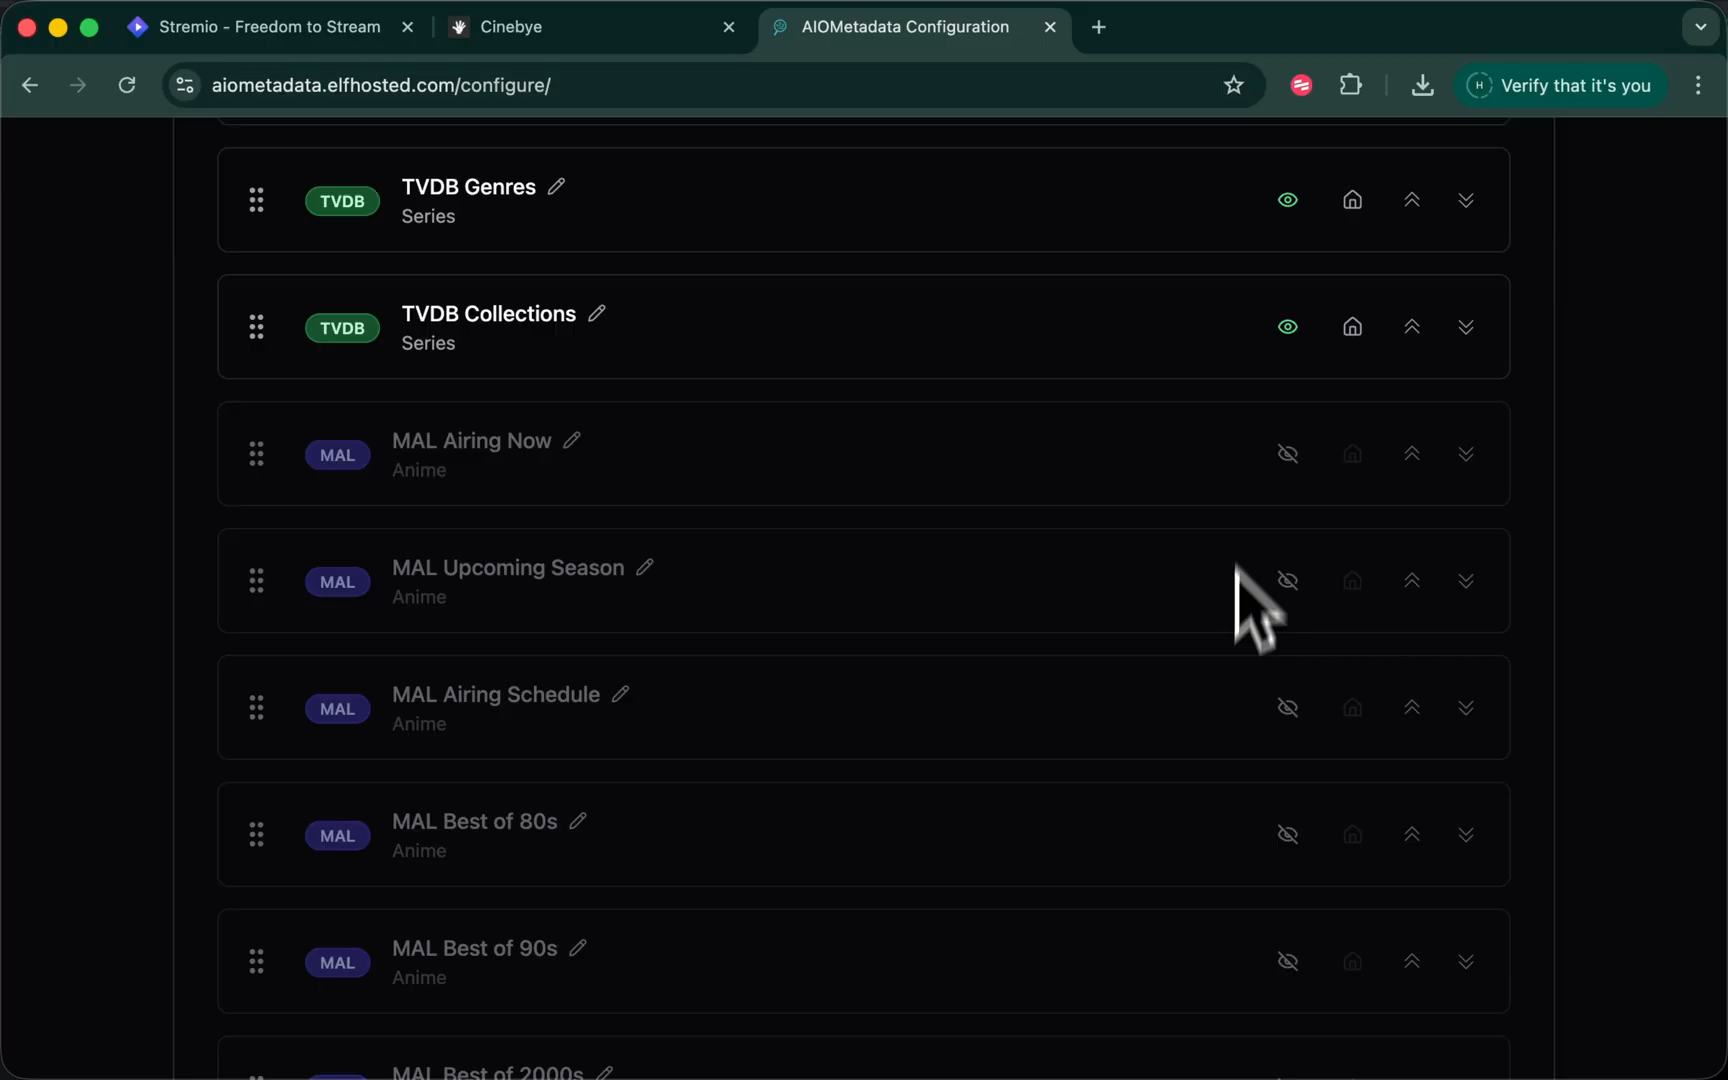 Stremio - Freedom to Stream
Cinebye
AIOMetadata Configuration
aiometadata.elfhosted.com/configure/
H
Verify that it's you
TVDB
TVDB Genres
Series
TVDB
TVDB Collections
Series
MAL
MAL Airing Now
Anime
MAL
MAL Upcoming Season
Anime
MAL
MAL Airing Schedule
Anime
MAL
MAL Best of 80s
Anime
MAL
MAL Best of 90s
Anime
MAL Best of 2000s